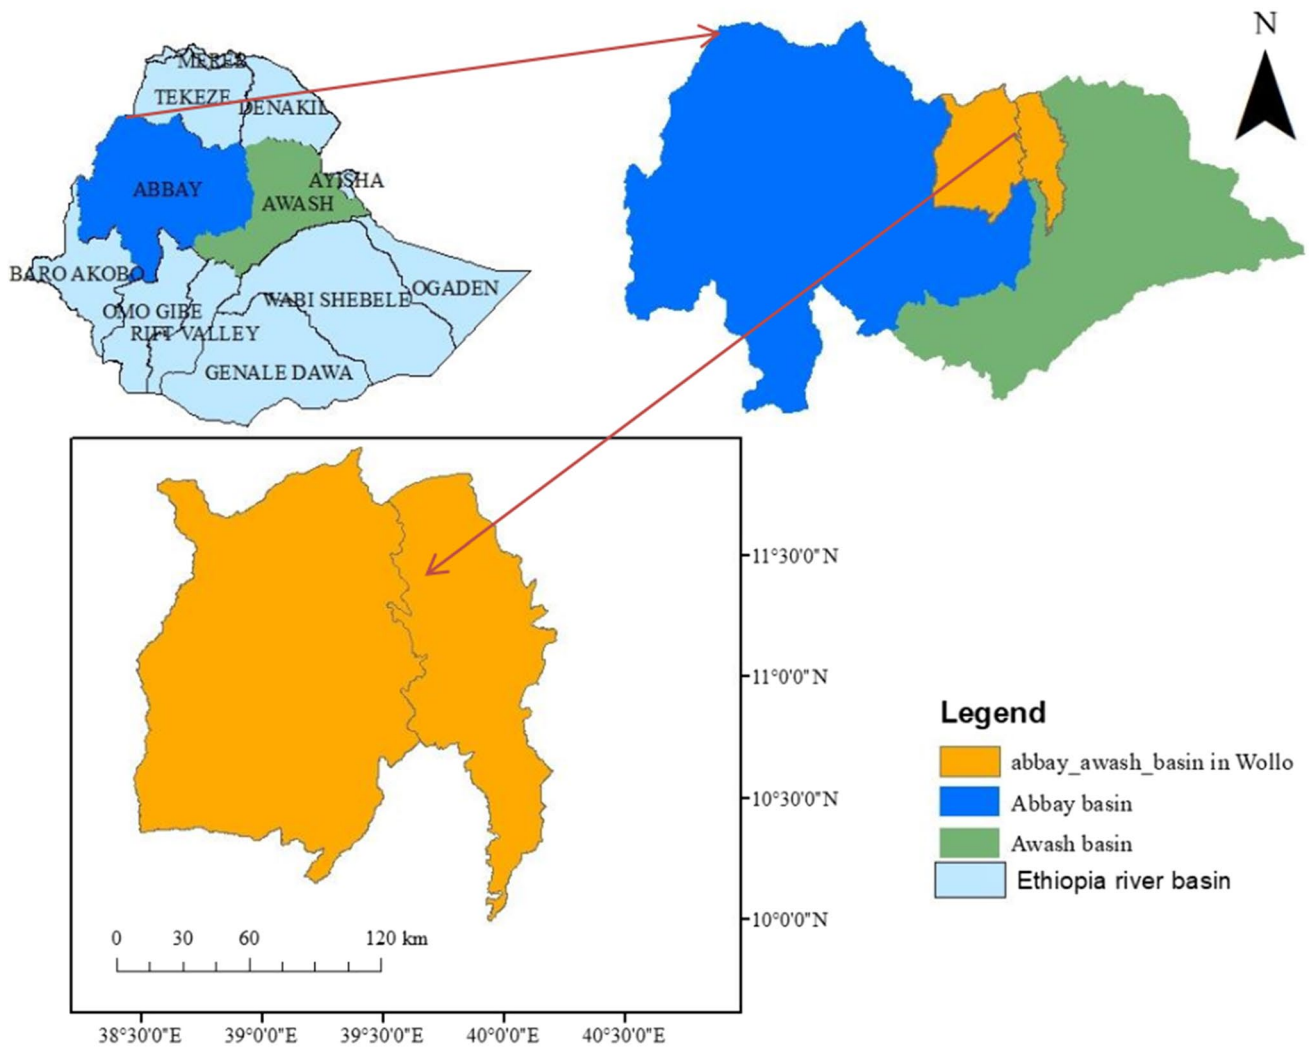 N
MEREB
TEKEZE
DENAKIL
AYISHA
ABBAY
AWASH
BARO AKOBO
OGADEN
WABI SHEBELE
OMO GIBE
RIFT VALLEY
GENALE DAWA
11°30'0"N
11°0'0"N
10°30'0"N
10°0'0"N
0 30 60 120 km
38°30'0"E 39°0'0"E 39°30'0"E 40°0'0"E 40°30'0"E
Legend
abbay_awash_basin in Wollo
Abbay basin
Awash basin
Ethiopia river basin